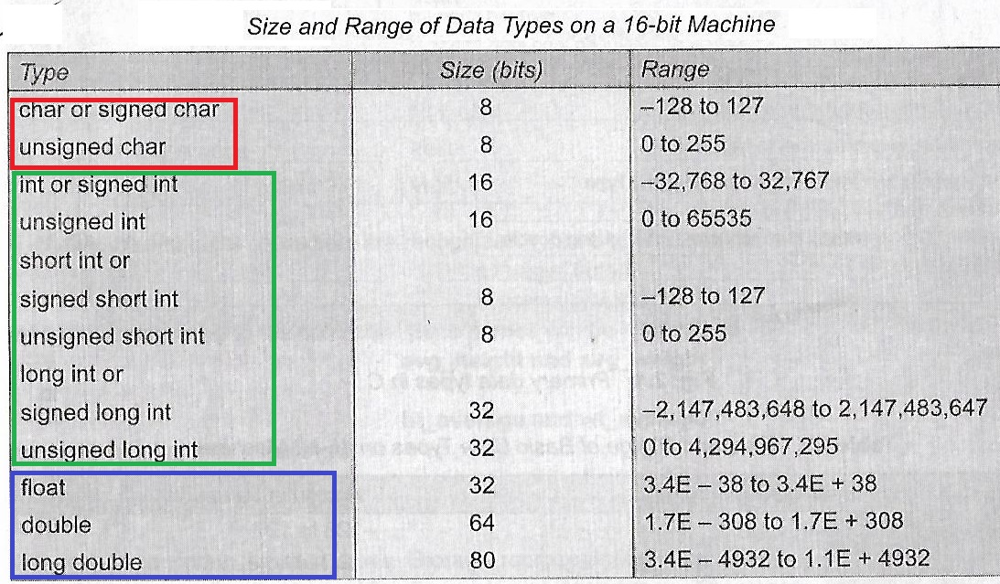 Size and Range of Data Types on a 16-bit Machine
Type Size (bits) Range
char or signed char 8 –128 to 127
unsigned char 8 0 to 255
int or signed int 16 –32,768 to 32,767
unsigned int 16 0 to 65535
short int or
signed short int 8 –128 to 127
unsigned short int 8 0 to 255
long int or
signed long int 32 –2,147,483,648 to 2,147,483,647
unsigned long int 32 0 to 4,294,967,295
float 32 3.4E – 38 to 3.4E + 38
double 64 1.7E – 308 to 1.7E + 308
long double 80 3.4E – 4932 to 1.1E + 4932